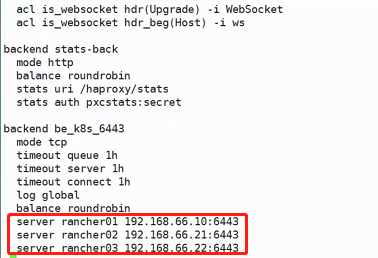 acl is_websocket hdr(Upgrade) -i WebSocket
acl is_websocket hdr_beg(Host) -i ws
backend stats-back
mode http
balance roundrobin
stats uri /haproxy/stats
stats auth pxcstats:secret
backend be_k8s_6443
mode tcp
timeout queue 1h
timeout server 1h
timeout connect 1h
log global
balance roundrobin
server rancher01 192.168.66.10:6443
server rancher02 192.168.66.21:6443
server rancher03 192.168.66.22:6443